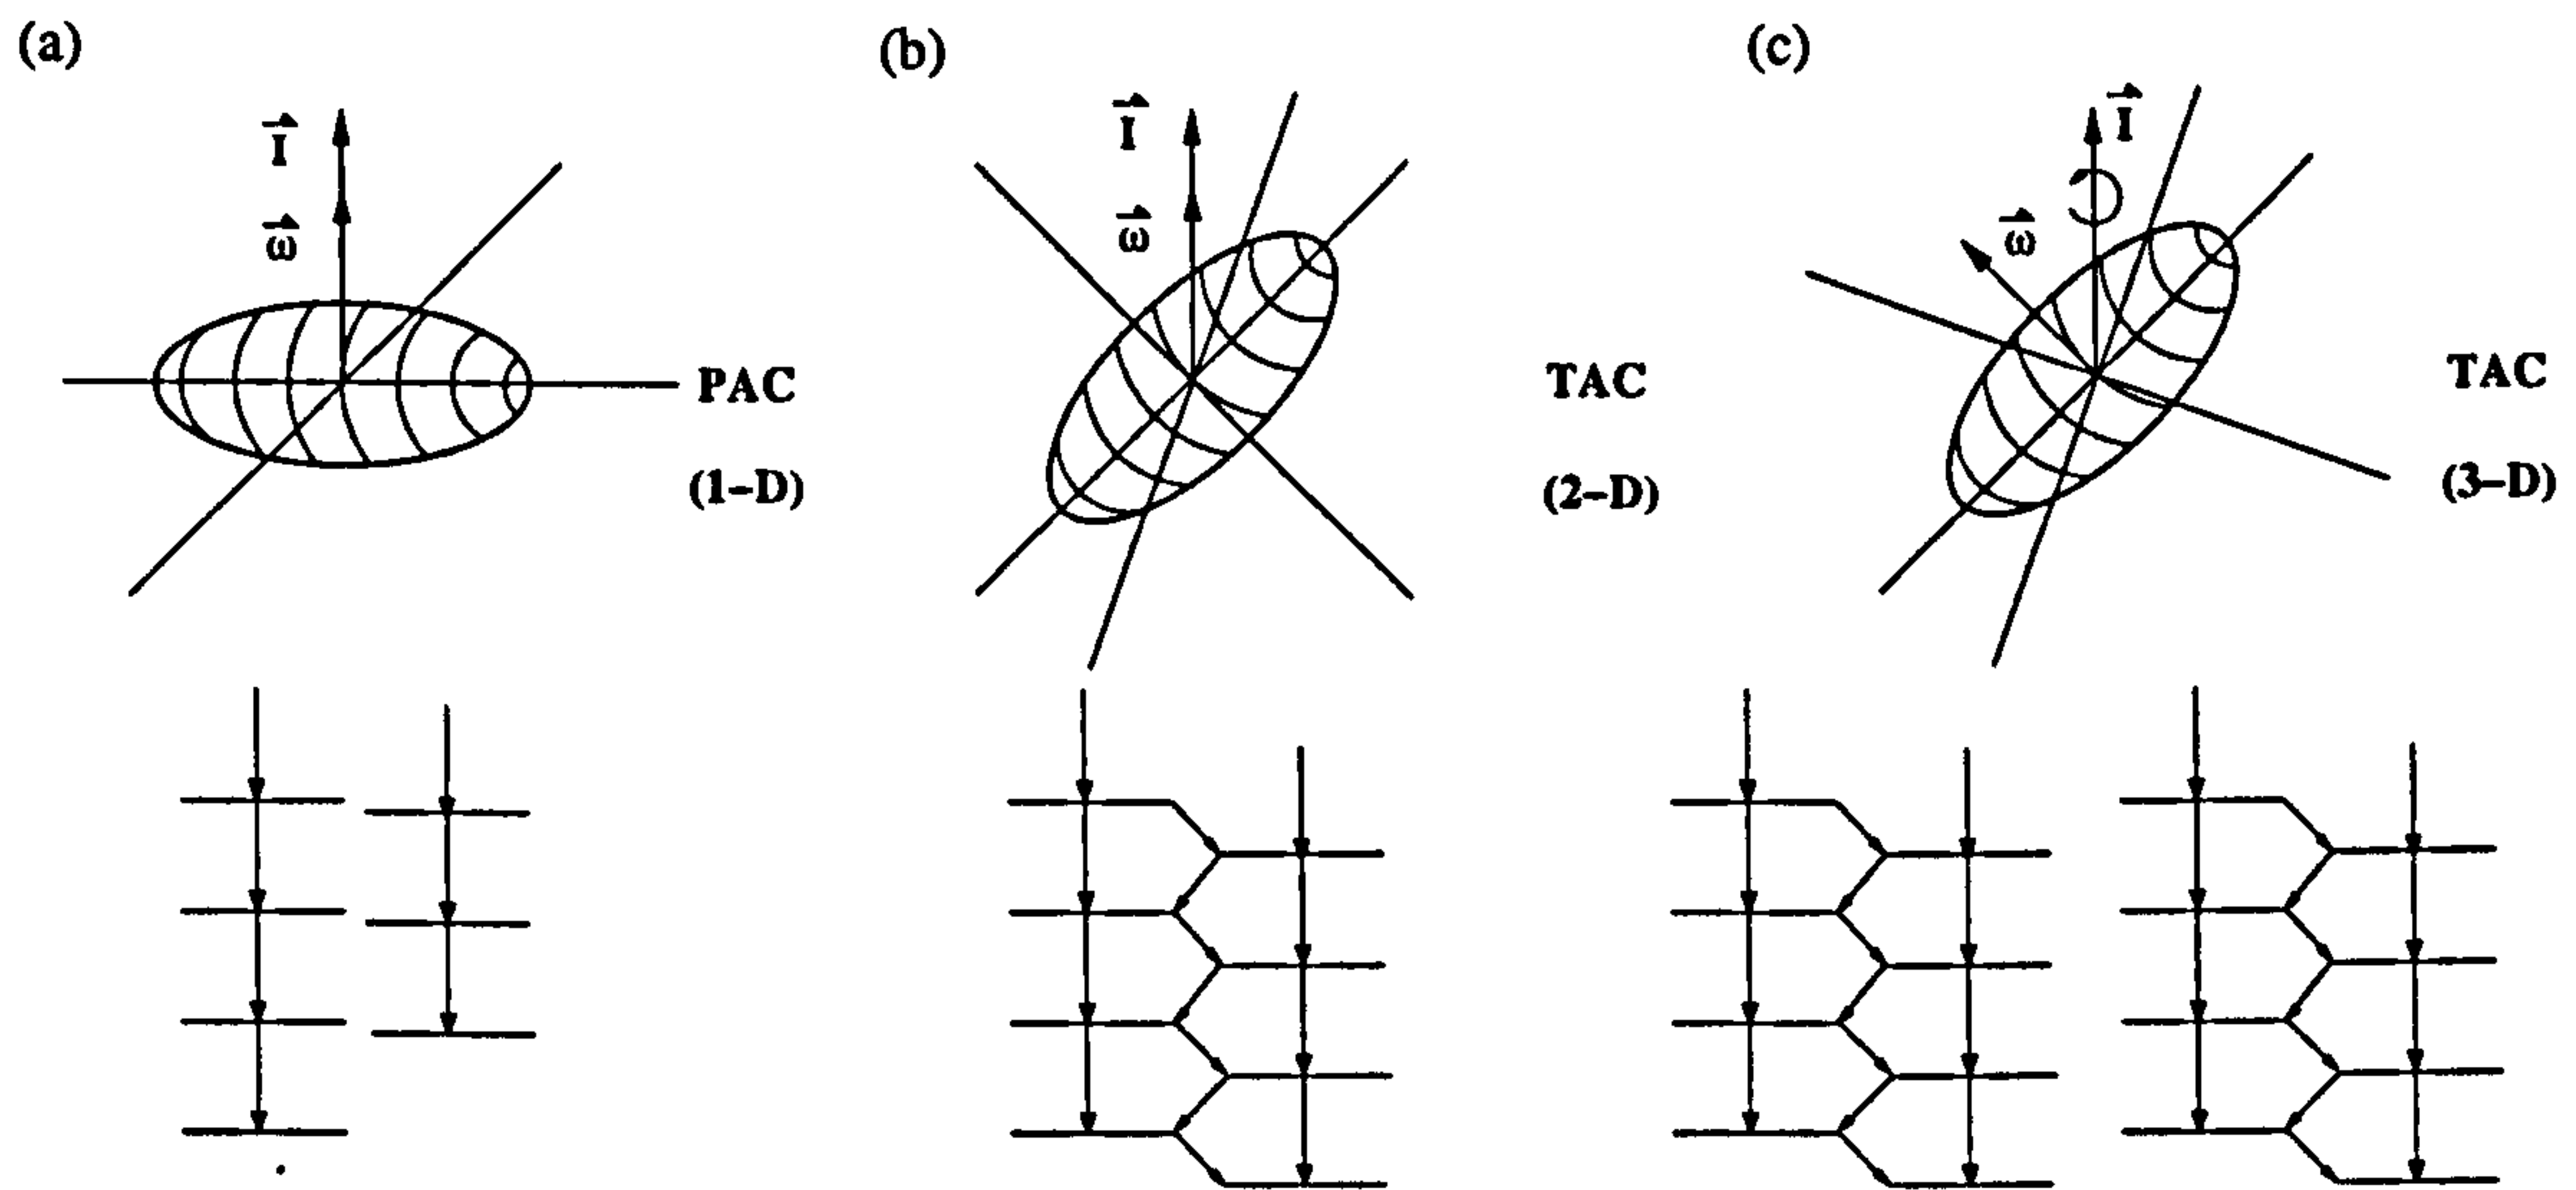 (a)
I
ω
PAC
(1-D)
(b)
I
ω
TAC
(2-D)
(c)
I
ω
TAC
(3-D)